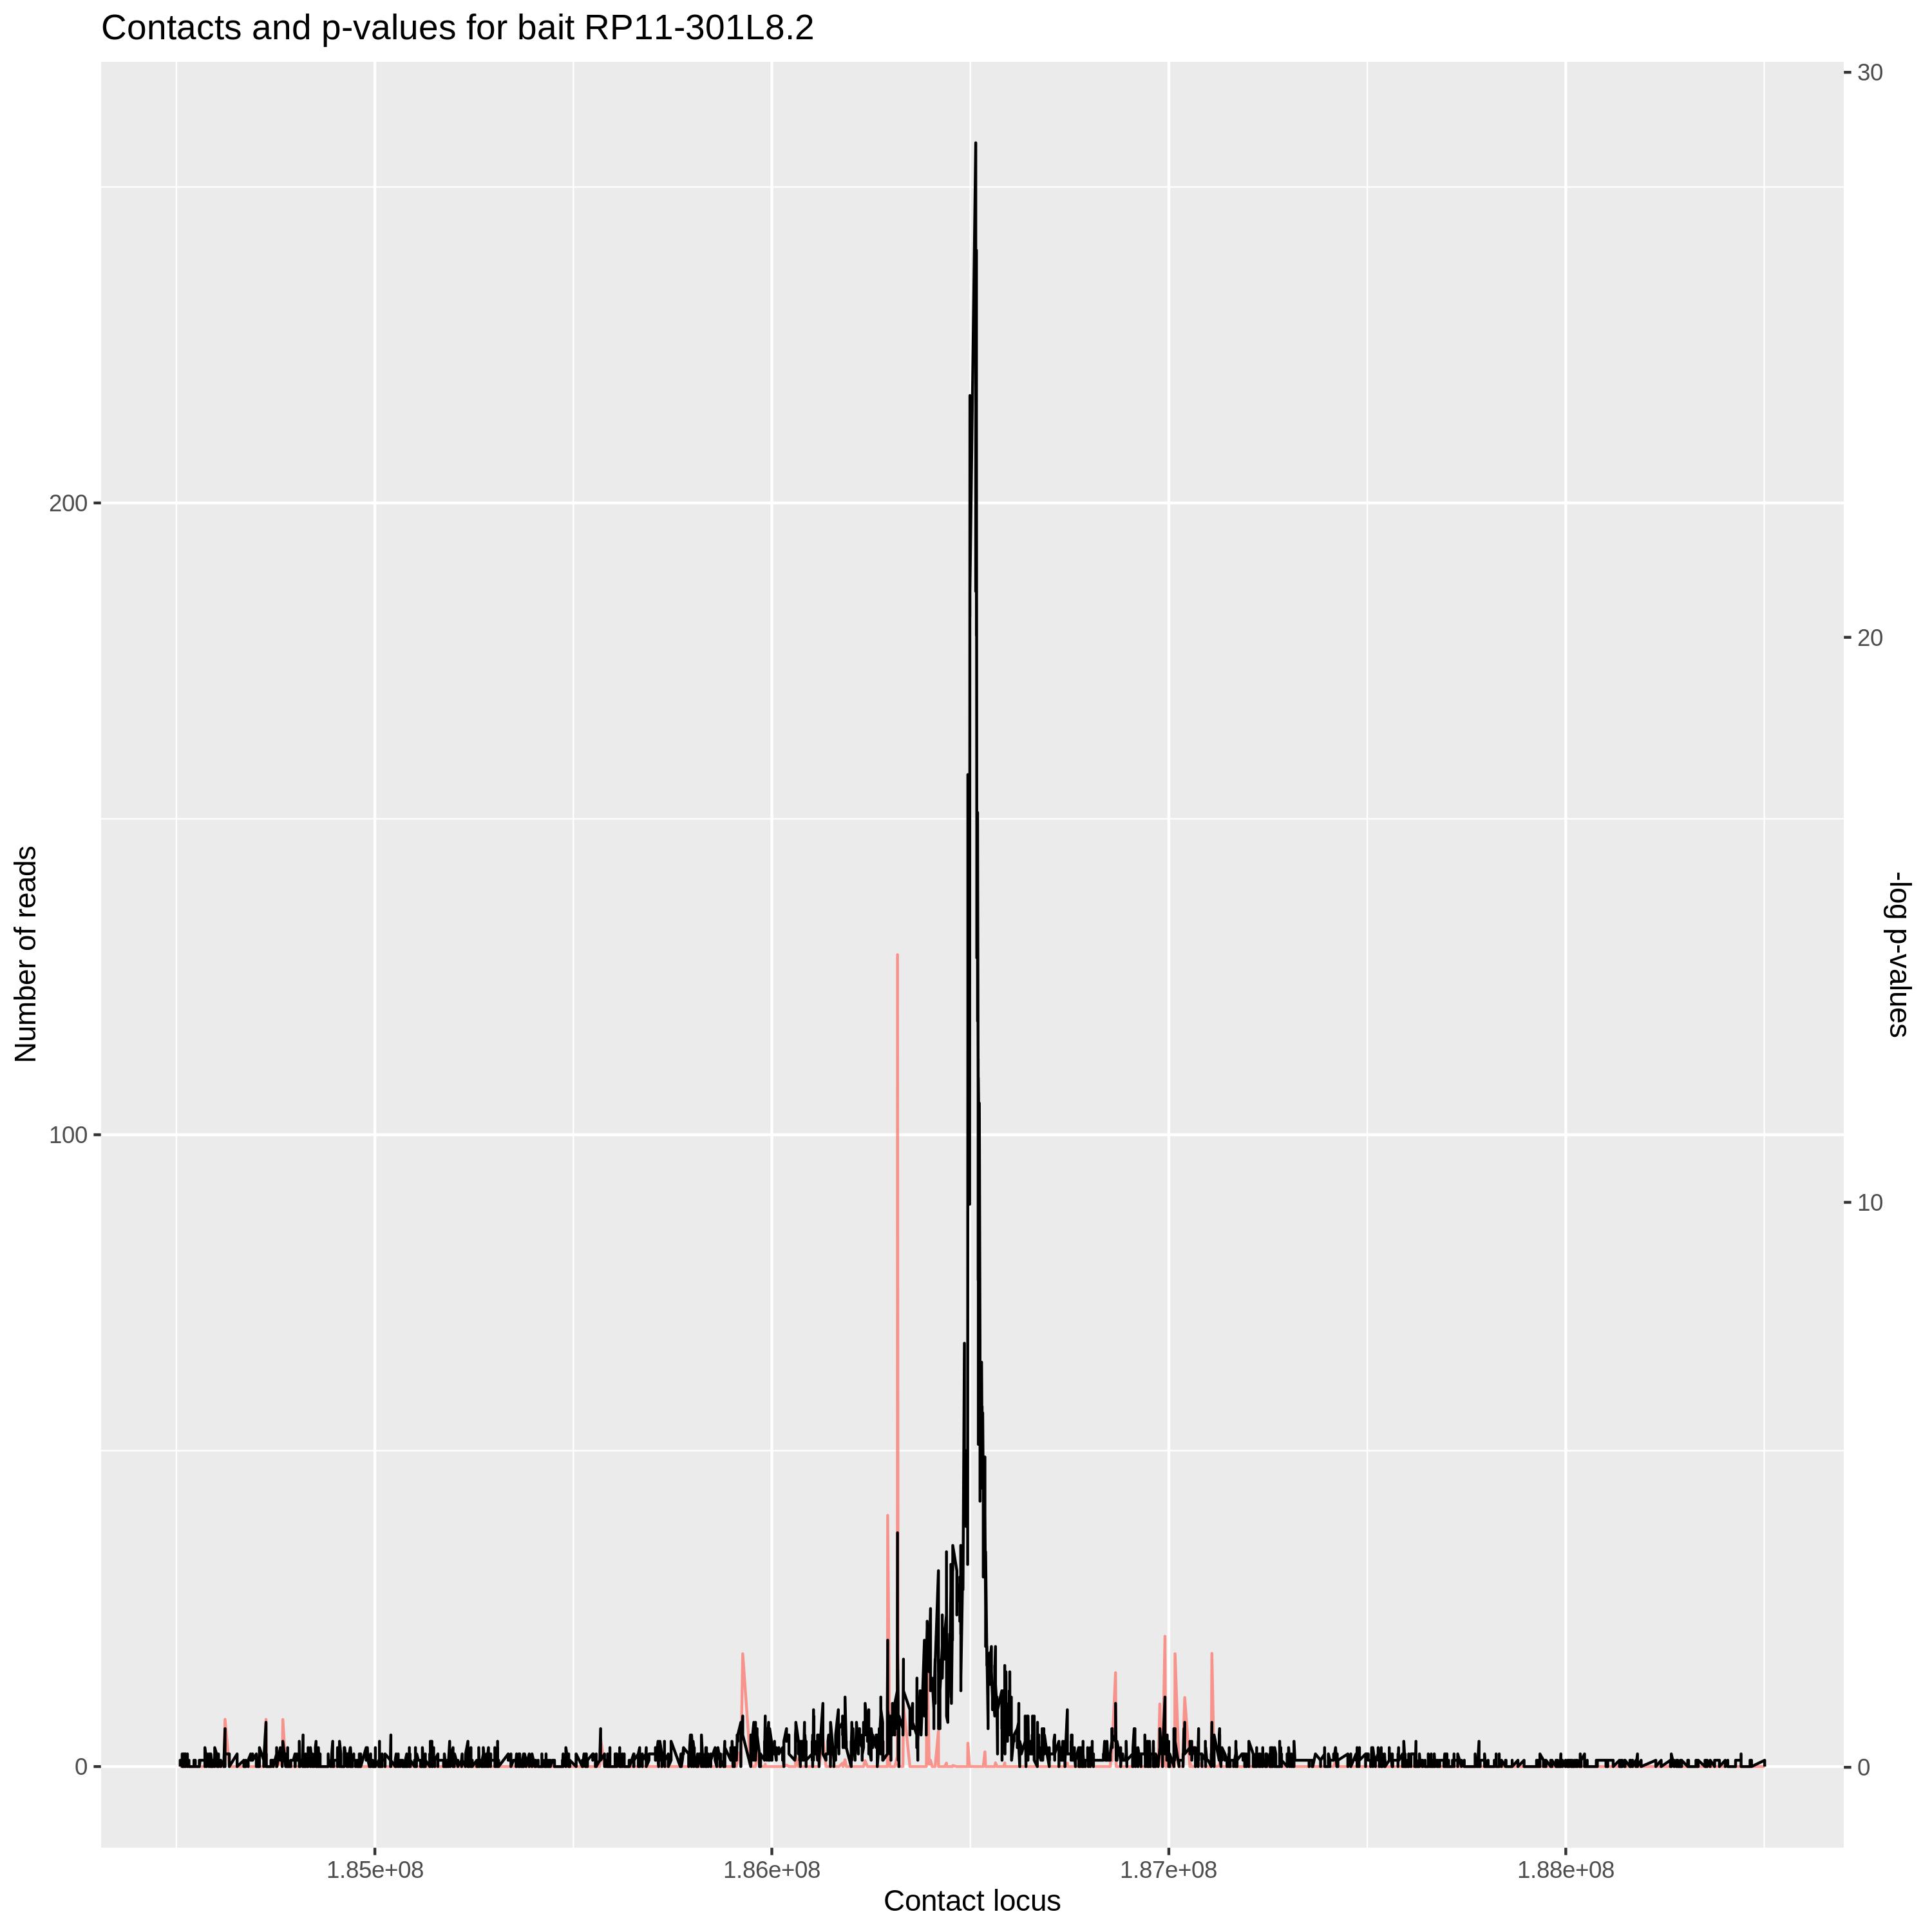 Contacts and p-values for bait RP11-301L8.2
30
200
20
Number of reads
-log p-values
100
10
0
0
1.85e+08 1.86e+08 1.87e+08 1.88e+08
Contact locus